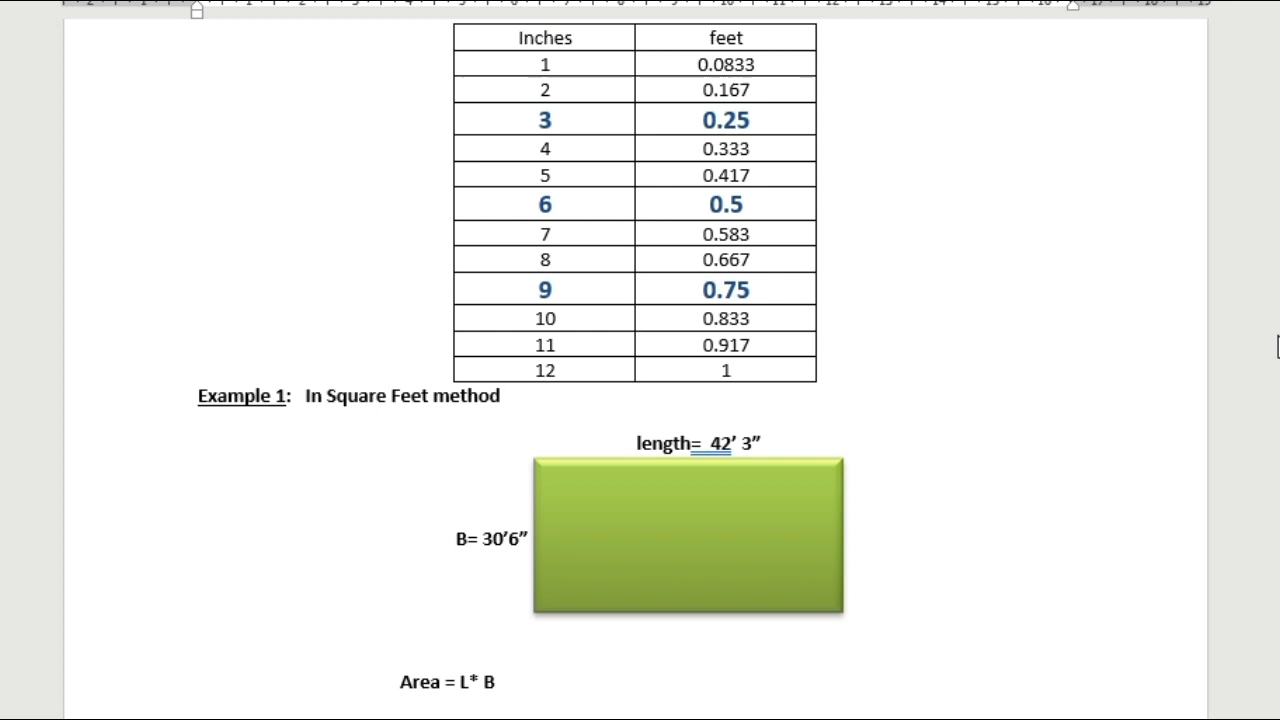 Inches feet
1 0.0833
2 0.167
3 0.25
4 0.333
5 0.417
6 0.5
7 0.583
8 0.667
9 0.75
10 0.833
11 0.917
12 1
Example 1: In Square Feet method
length= 42’ 3”
B= 30’6”
Area = L* B